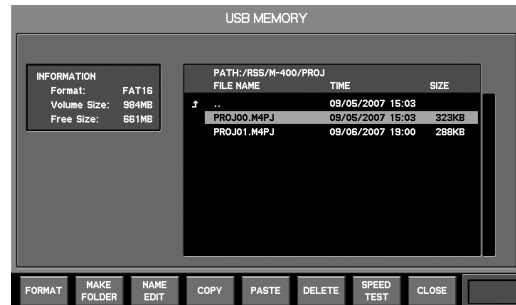 USB MEMORY
INFORMATION
Format: FAT16
Volume Size: 984MB
Free Size: 661MB
PATH:/RSS/M-400/PROJ
FILE NAME TIME SIZE
.. 09/05/2007 15:03
PROJ00.M4PJ 09/05/2007 15:03 323KB
PROJ01.M4PJ 09/06/2007 19:00 288KB
FORMAT
MAKE FOLDER
NAME EDIT
COPY
PASTE
DELETE
SPEED TEST
CLOSE